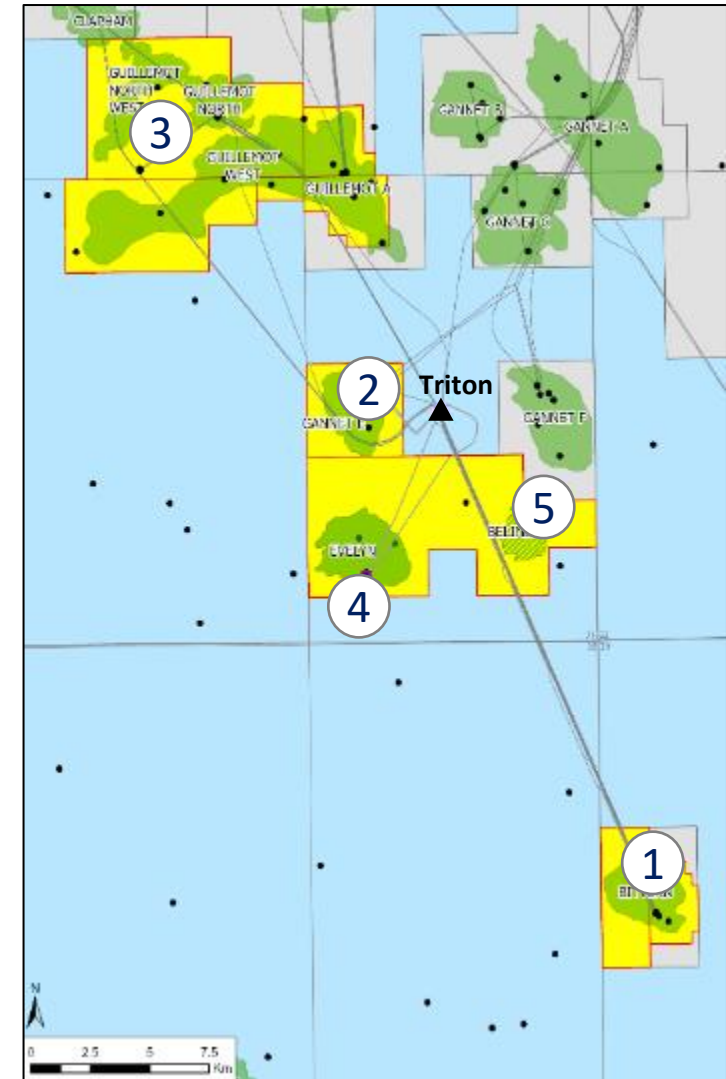 CLAPHAM
GUILLEMOT
NORTH
WEST
GUILLEMOT
NORTH
3
GUILLEMOT
WEST
GUILLEMOT A
GANNET B
GANNET A
GANNET C
2
Triton
GANNET E
GANNET F
5
EVELYN
4
1
N
0 2.5 5 7.5
Km